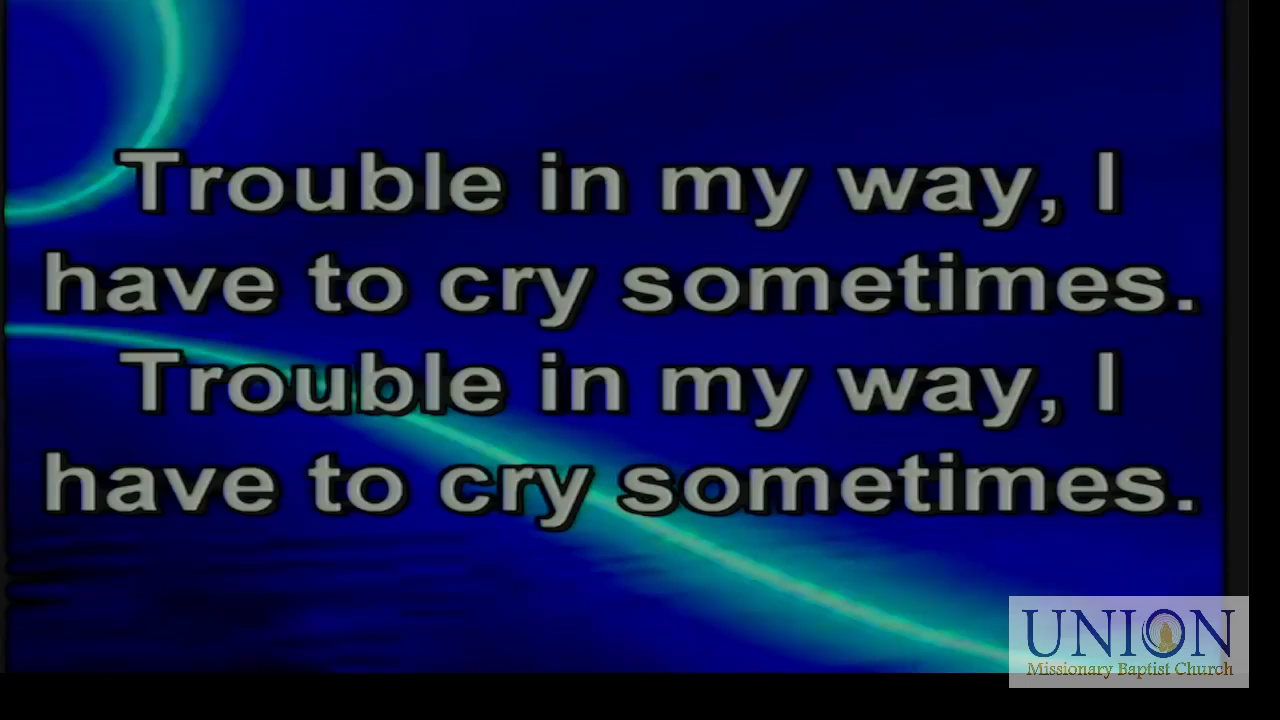 Trouble in my way, I
have to cry sometimes.
Trouble in my way, I
have to cry sometimes.
UNION
Missionary Baptist Church